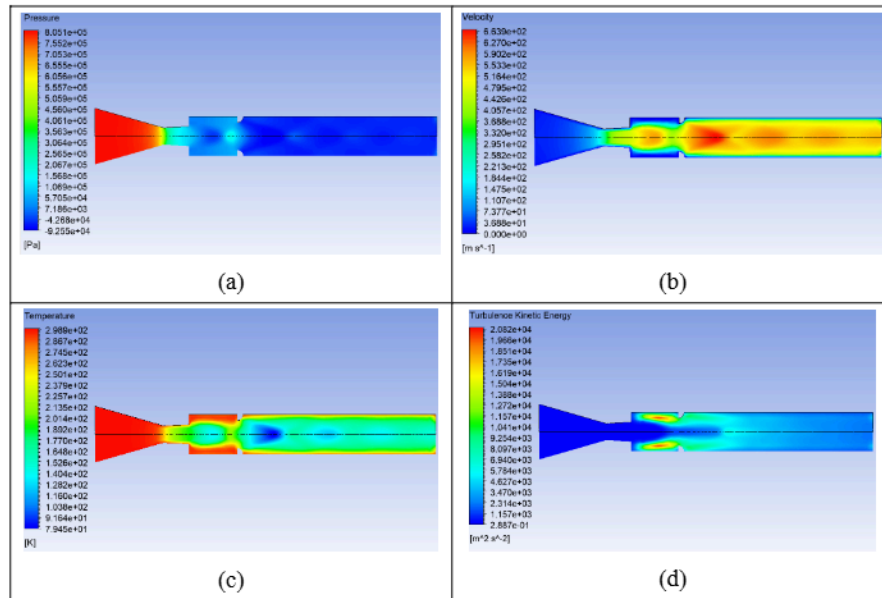 Pressure
8.051e+05
7.552e+05
7.053e+05
6.555e+05
6.056e+05
5.557e+05
5.059e+05
4.560e+05
4.061e+05
3.563e+05
3.064e+05
2.565e+05
2.067e+05
1.568e+05
1.069e+05
5.705e+04
7.186e+03
-4.268e+04
-9.255e+04
[Pa]
(a)
Velocity
6.639e+02
6.270e+02
5.902e+02
5.533e+02
5.164e+02
4.795e+02
4.426e+02
4.057e+02
3.688e+02
3.320e+02
2.951e+02
2.582e+02
2.213e+02
1.844e+02
1.475e+02
1.107e+02
7.377e+01
3.688e+01
0.000e+00
[m s^-1]
(b)
Temperature
2.989e+02
2.867e+02
2.745e+02
2.623e+02
2.501e+02
2.379e+02
2.257e+02
2.135e+02
2.014e+02
1.892e+02
1.770e+02
1.648e+02
1.526e+02
1.404e+02
1.282e+02
1.160e+02
1.038e+02
9.164e+01
7.945e+01
[K]
(c)
Turbulence Kinetic Energy
2.082e+04
1.966e+04
1.851e+04
1.735e+04
1.619e+04
1.504e+04
1.388e+04
1.272e+04
1.157e+04
1.041e+04
9.254e+03
8.097e+03
6.940e+03
5.784e+03
4.627e+03
3.470e+03
2.314e+03
1.157e+03
2.887e-01
[m^2 s^-2]
(d)